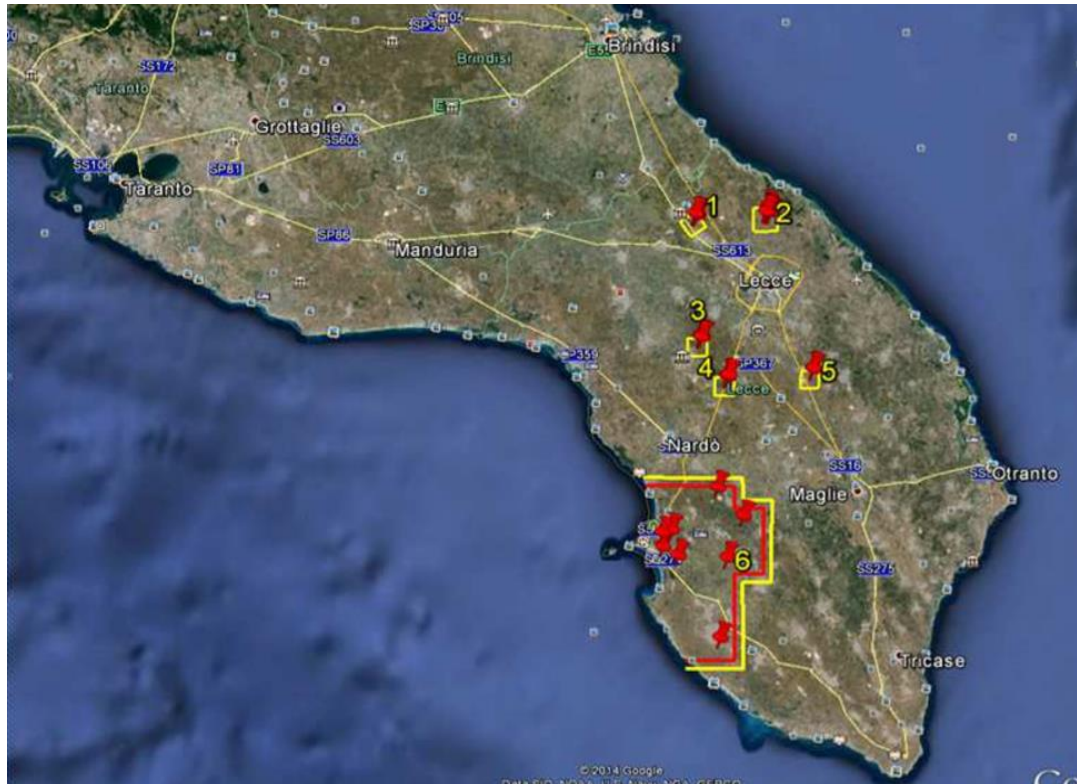 SS172
Taranto
Brindisi
Brindisi
Grottaglie
SS603
SS106
SP81
Taranto
SP86
Manduria
1
2
SS613
Lecce
3
SP359
4
SP367
Lecce
5
Nardò
SS16
Otranto
Maglie
6
SS275
Tricase
© 2014 Google